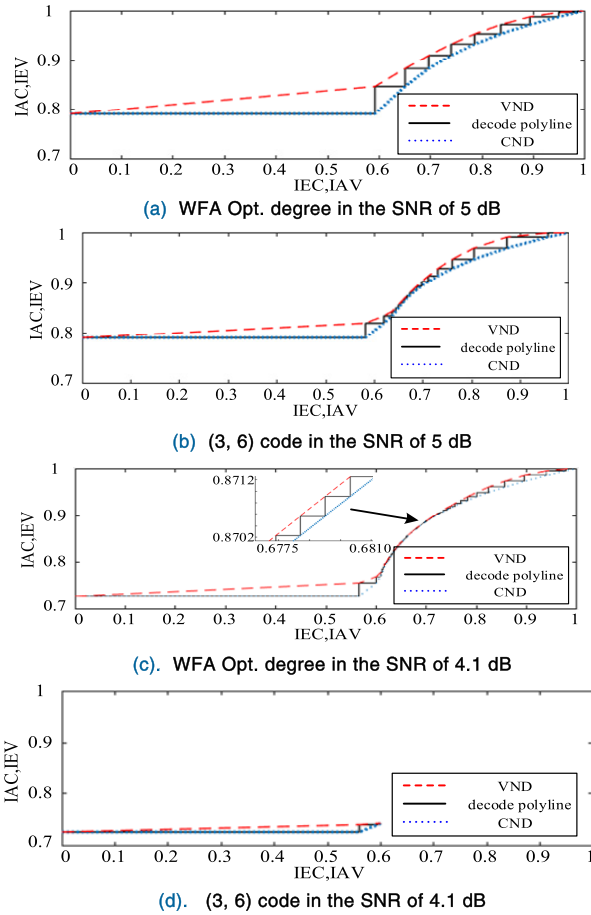 1
0.9
0.8
0.7
IAC,IEV
VND
decode polyline
CND
0 0.1 0.2 0.3 0.4 0.5 0.6 0.7 0.8 0.9 1
IEC,IAV
(a) WFA Opt. degree in the SNR of 5 dB
1
0.9
0.8
0.7
IAC,IEV
VND
decode polyline
CND
0 0.1 0.2 0.3 0.4 0.5 0.6 0.7 0.8 0.9 1
IEC,IAV
(b) (3, 6) code in the SNR of 5 dB
1
0.9
0.8
0.7
IAC,IEV
0.8712
0.8702
0.6775 0.6810
VND
decode polyline
CND
0 0.1 0.2 0.3 0.4 0.5 0.6 0.7 0.8 0.9 1
IEC,IAV
(c). WFA Opt. degree in the SNR of 4.1 dB
1
0.9
0.8
0.7
IAC,IEV
VND
decode polyline
CND
0 0.1 0.2 0.3 0.4 0.5 0.6 0.7 0.8 0.9 1
IEC,IAV
(d). (3, 6) code in the SNR of 4.1 dB